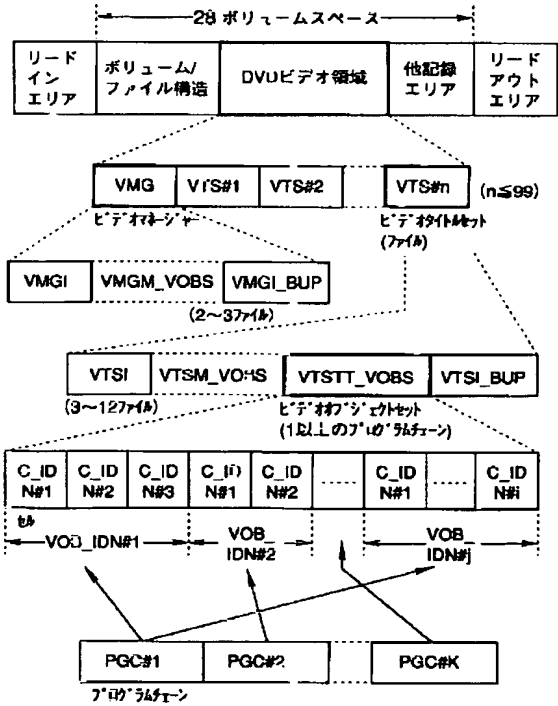 28 ボリュームスペース
リード
イン
エリア
ボリューム/
ファイル構造
DVDビデオ領域
他記録
エリア
リード
アウト
エリア
VMG
VTS#1
VTS#2
VTS#n
(n≦99)
ビデオマネージャー
ビデオタイトルセット
(ファイル)
VMGI
VMGM_VOBS
VMGI_BUP
(2〜3ファイル)
VTSI
VTSM_VOBS
VTSTT_VOBS
VTSI_BUP
(3〜12ファイル)
ビデオオブジェクトセット
(1以上のプログラムチェーン)
C_ID
N#1
C_ID
N#2
C_ID
N#3
C_ID
N#1
C_ID
N#2
C_ID
N#1
C_ID
N#i
セル
VOB_IDN#1
VOB_
IDN#2
VOB_
IDN#j
PGC#1
PGC#2
PGC#K
プログラムチェーン